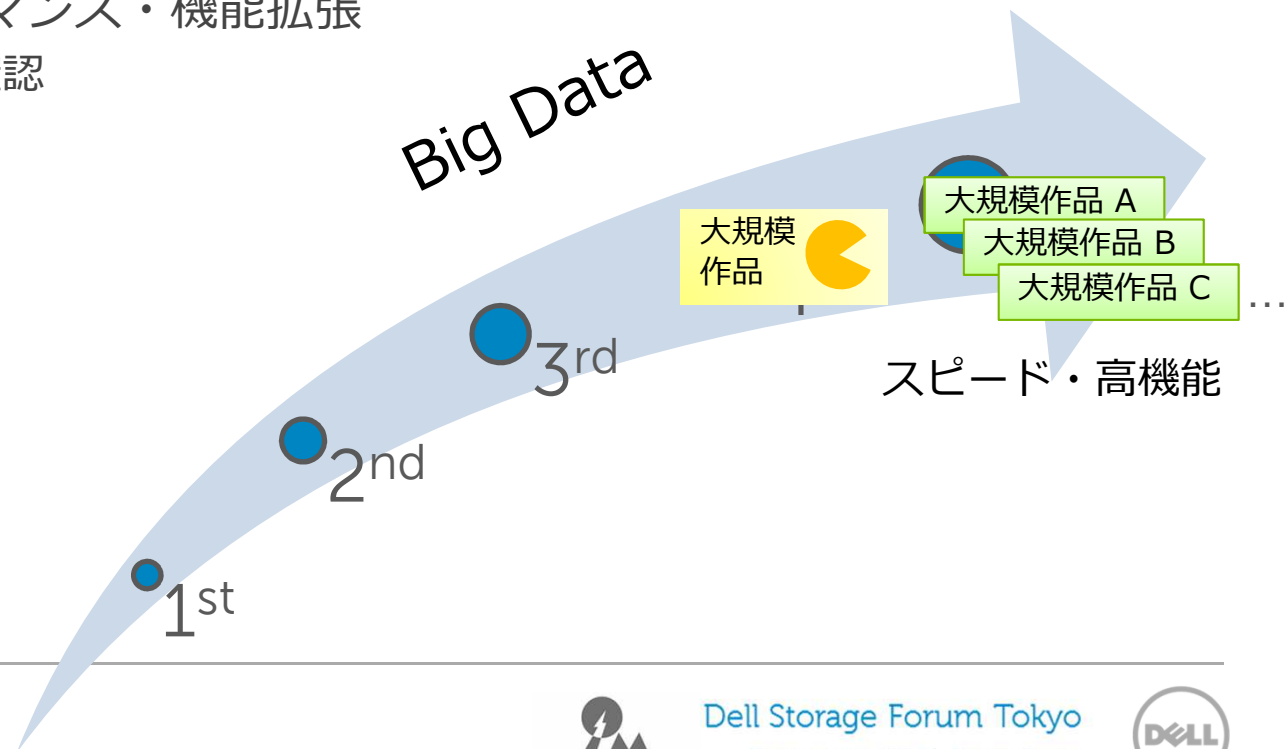 マンス・機能拡張
認
Big Data
大規模
作品
大規模作品 A
大規模作品 B
大規模作品 C
…
3rd
スピード・高機能
2nd
1st
Dell Storage Forum Tokyo
DELL